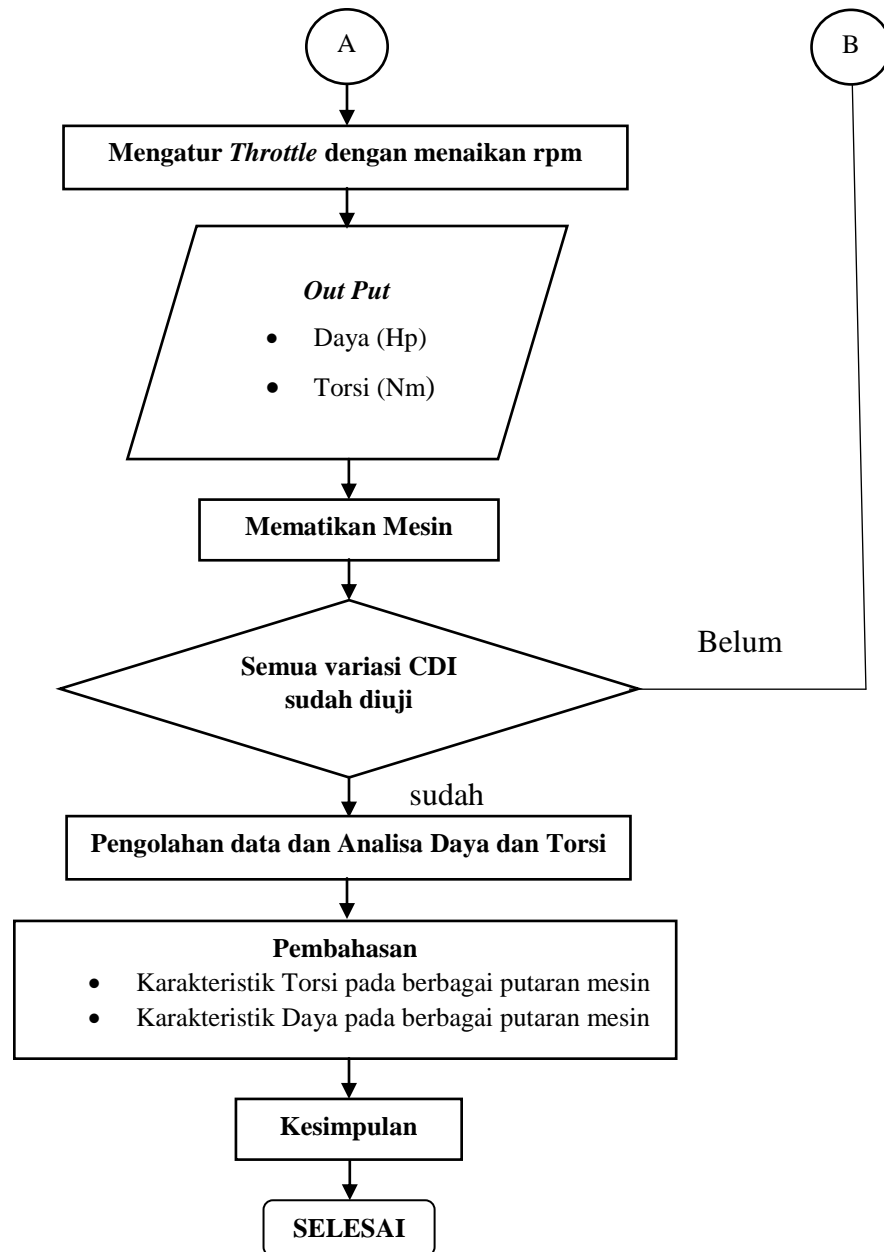 A
B
Mengatur Throttle dengan menaikan rpm
Out Put
• Daya (Hp)
• Torsi (Nm)
Mematikan Mesin
Semua variasi CDI
sudah diuji
Belum
sudah
Pengolahan data dan Analisa Daya dan Torsi
Pembahasan
• Karakteristik Torsi pada berbagai putaran mesin
• Karakteristik Daya pada berbagai putaran mesin
Kesimpulan
SELESAI